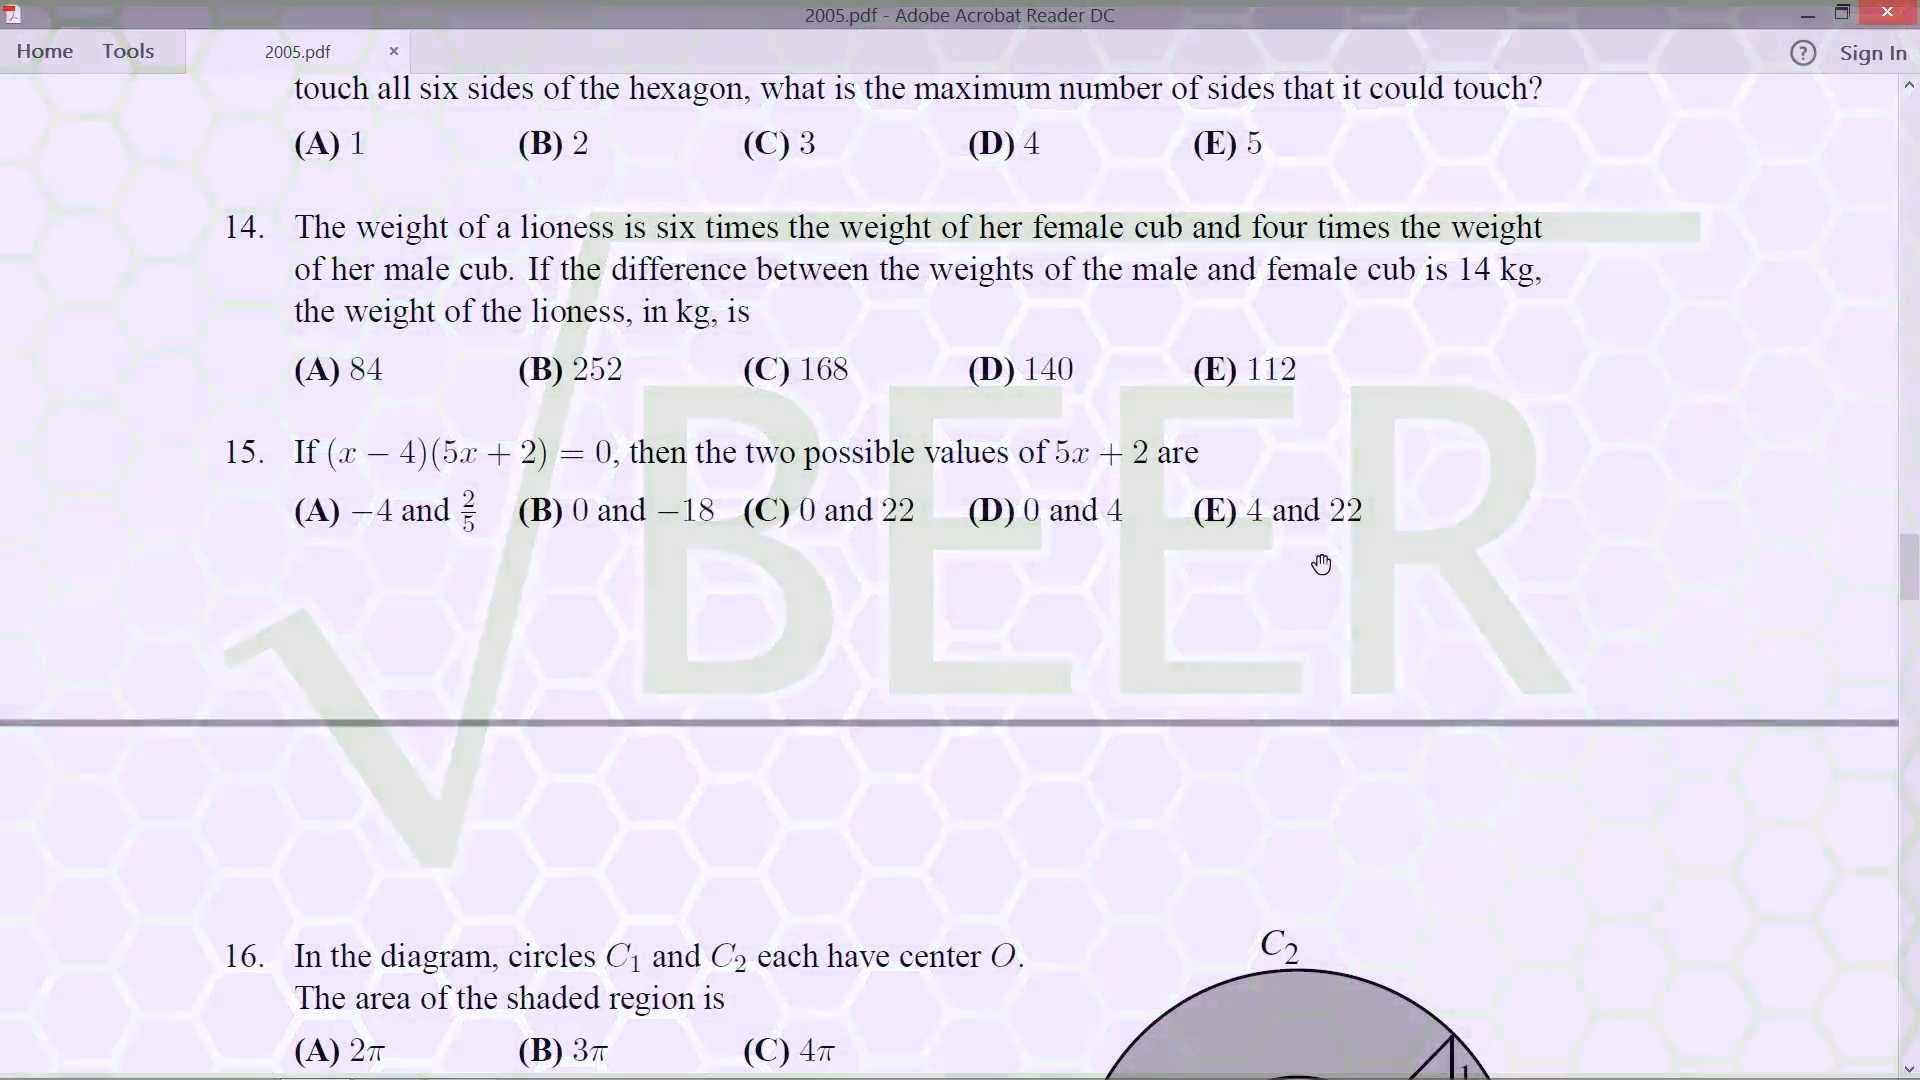 2005.pdf - Adobe Acrobat Reader DC
Home Tools 2005.pdf × ? Sign In
touch all six sides of the hexagon, what is the maximum number of sides that it could touch?
(A) 1 (B) 2 (C) 3 (D) 4 (E) 5
14. The weight of a lioness is six times the weight of her female cub and four times the weight
of her male cub. If the difference between the weights of the male and female cub is 14 kg,
the weight of the lioness, in kg, is
(A) 84 (B) 252 (C) 168 (D) 140 (E) 112
15. If (x − 4)(5x + 2) = 0, then the two possible values of 5x + 2 are
(A) −4 and 2/5 (B) 0 and −18 (C) 0 and 22 (D) 0 and 4 (E) 4 and 22
√BEER
C₂
16. In the diagram, circles C₁ and C₂ each have center O.
The area of the shaded region is
(A) 2π (B) 3π (C) 4π
1